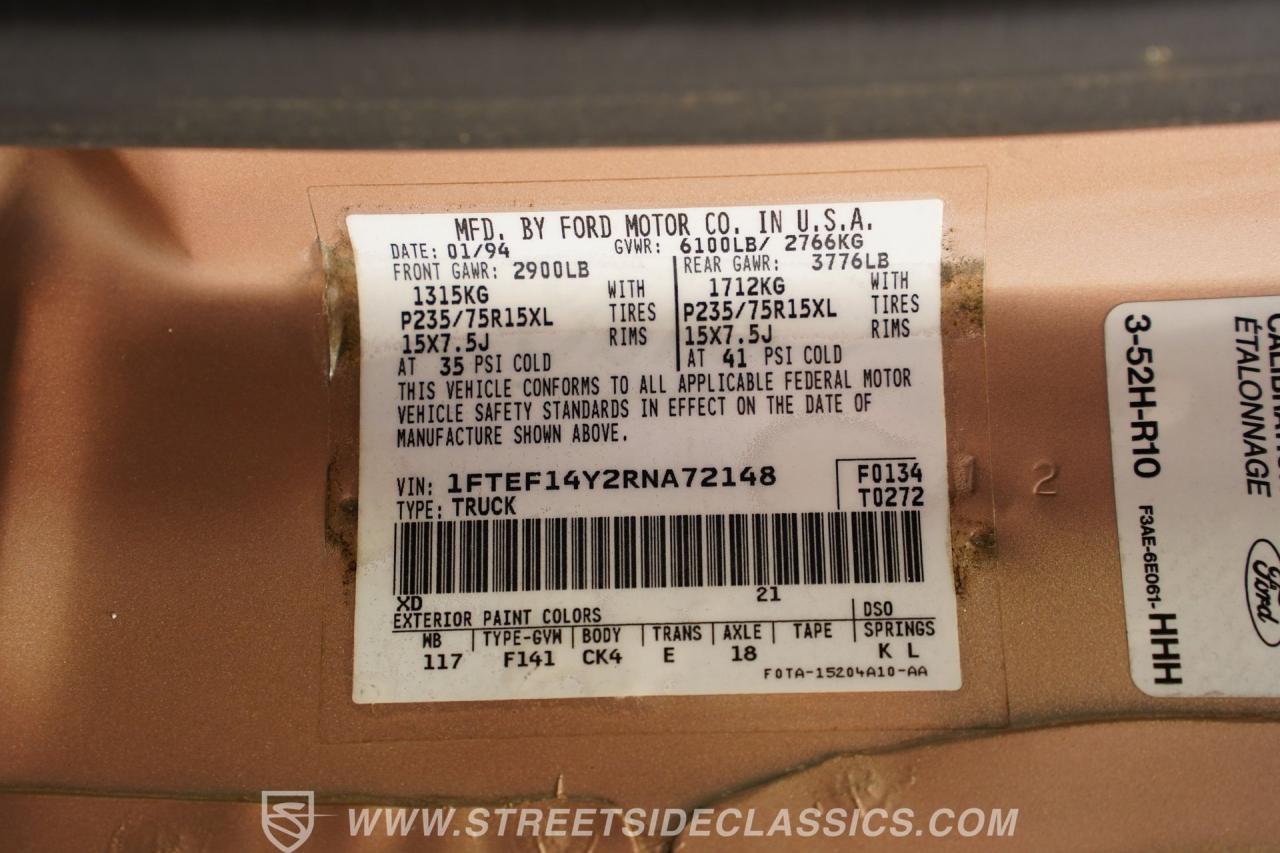 MFD. BY FORD MOTOR CO. IN U.S.A.
DATE: 01/94 GVWR: 6100LB/ 2766KG
FRONT GAWR: 2900LB REAR GAWR: 3776LB
1315KG WITH 1712KG WITH
P235/75R15XL TIRES P235/75R15XL TIRES
15X7.5J RIMS 15X7.5J RIMS
AT 35 PSI COLD AT 41 PSI COLD
THIS VEHICLE CONFORMS TO ALL APPLICABLE FEDERAL MOTOR
VEHICLE SAFETY STANDARDS IN EFFECT ON THE DATE OF
MANUFACTURE SHOWN ABOVE.
VIN: 1FTEF14Y2RNA72148 F0134
TYPE: TRUCK T0272
XD 21
EXTERIOR PAINT COLORS DSO
WB TYPE-GVW BODY TRANS AXLE TAPE SPRINGS
117 F141 CK4 E 18 K L
F0TA-15204A10-AA
1 2
ÉTALONNAGE
3-52H-R10
F3AE-6E061-HHH
Ford
WWW.STREETSIDECLASSICS.COM